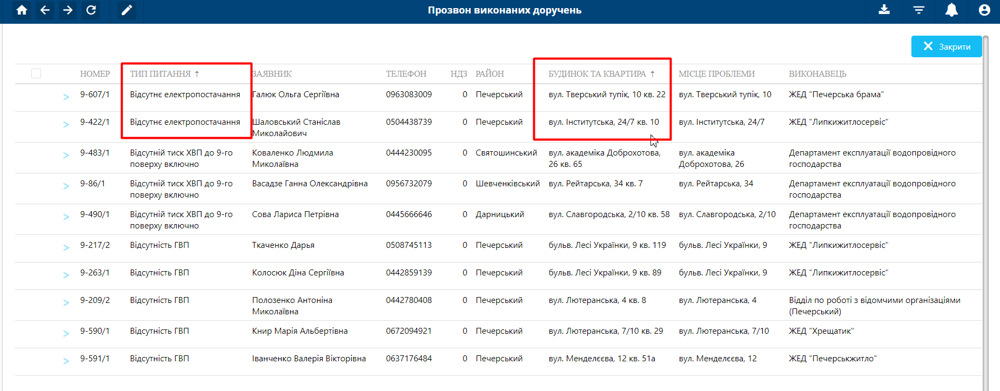 Прозвон виконаних доручень
Закрити
НОМЕР ТИП ПИТАННЯ ↑ ЗАЯВНИК ТЕЛЕФОН НДЗ РАЙОН БУДИНОК ТА КВАРТИРА ↑ МІСЦЕ ПРОБЛЕМИ ВИКОНАВЕЦЬ
9-607/1 Відсутнє електропостачання Галюк Ольга Сергіївна 0963083009 0 Печерський вул. Тверський тупік, 10 кв. 22 вул. Тверський тупік, 10 ЖЕД "Печерська брама"
9-422/1 Відсутнє електропостачання Шаловський Станіслав 0504438739 0 Печерський вул. Інститутська, 24/7 кв. 10 вул. Інститутська, 24/7 ЖЕД "Липкижитлосервіс"
Миколайович
9-483/1 Відсутній тиск ХВП до 9-го Коваленко Людмила 0444230095 0 Святошинський вул. академіка Доброхотова, вул. академіка Департамент експлуатації водопровідного
поверху включно Миколаївна 26 кв. 65 Доброхотова, 26 господарства
9-86/1 Відсутній тиск ХВП до 9-го Васадзе Ганна Олександрівна 0956732079 0 Шевченківський вул. Рейтарська, 34 кв. 7 вул. Рейтарська, 34 Департамент експлуатації водопровідного
поверху включно господарства
9-490/1 Відсутній тиск ХВП до 9-го Сова Лариса Петрівна 0445666646 0 Дарницький вул. Славгородська, 2/10 кв. 58 вул. Славгородська, 2/10 Департамент експлуатації водопровідного
поверху включно господарства
9-217/2 Відсутність ГВП Ткаченко Дарья 0508745113 0 Печерський бульв. Лесі Українки, 9 кв. 119 бульв. Лесі Українки, 9 ЖЕД "Липкижитлосервіс"
9-263/1 Відсутність ГВП Колосюк Діна Сергіївна 0442859139 0 Печерський бульв. Лесі Українки, 9 кв. 89 бульв. Лесі Українки, 9 ЖЕД "Липкижитлосервіс"
9-209/2 Відсутність ГВП Полозенко Антоніна 0442780408 0 Печерський вул. Лютеранська, 4 кв. 8 вул. Лютеранська, 4 Відділ по роботі з відомчими організаціями
Миколаївна (Печерський)
9-590/1 Відсутність ГВП Книр Марія Альбертівна 0672094921 0 Печерський вул. Лютеранська, 7/10 кв. 29 вул. Лютеранська, 7/10 ЖЕД "Хрещатик"
9-591/1 Відсутність ГВП Іванченко Валерія Вікторівна 0637176484 0 Печерський вул. Менделєєва, 12 кв. 51а вул. Менделєєва, 12 ЖЕД "Печерськжитло"